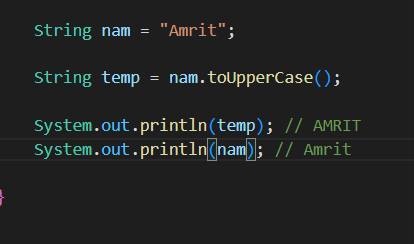 String nam = "Amrit";
String temp = nam.toUpperCase();
System.out.println(temp); // AMRIT
System.out.println(nam); // Amrit
}